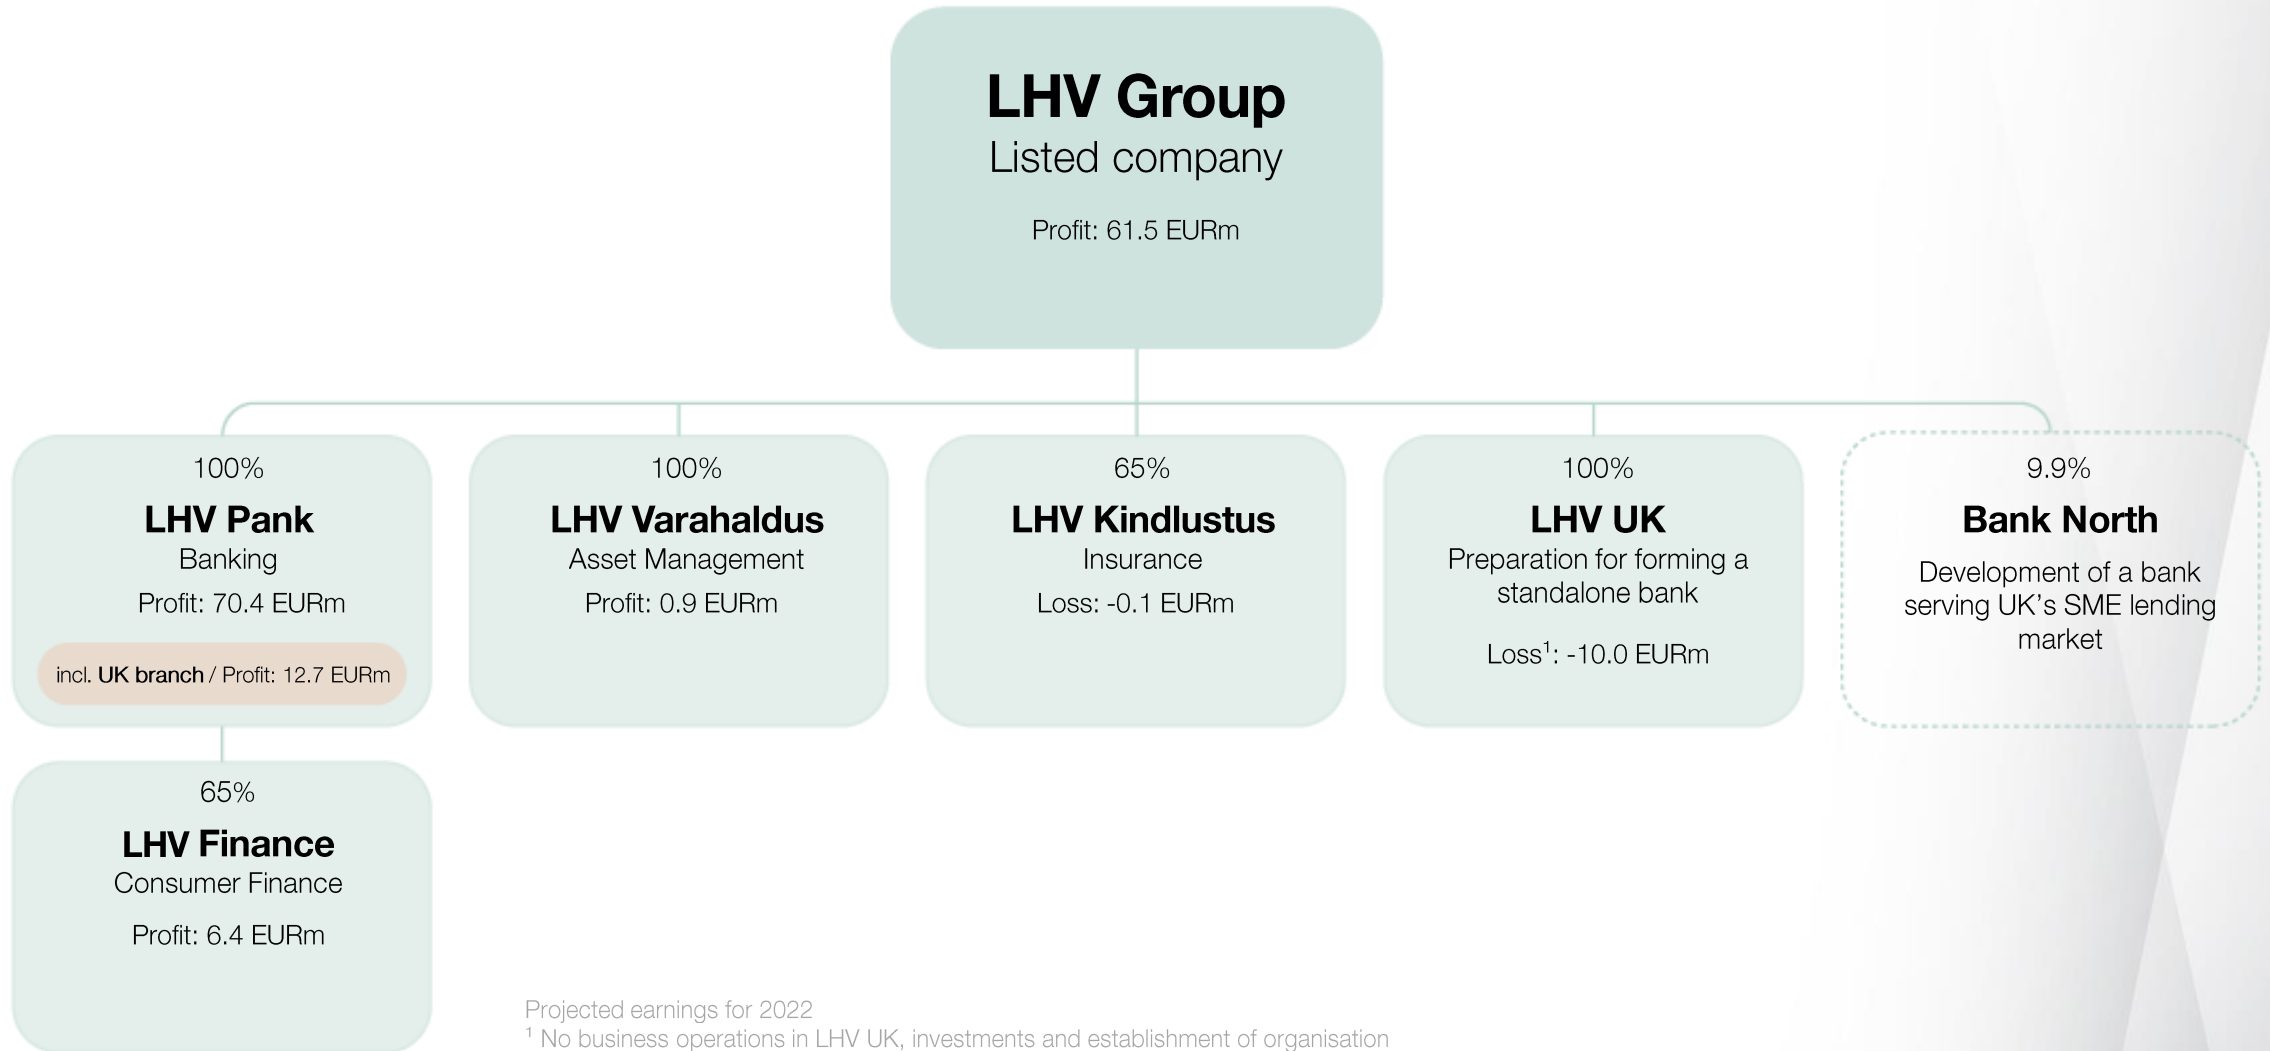 LHV Group
Listed company
Profit: 61.5 EURm
100%
LHV Pank
Banking
Profit: 70.4 EURm
incl. UK branch / Profit: 12.7 EURm
100%
LHV Varahaldus
Asset Management
Profit: 0.9 EURm
65%
LHV Kindlustus
Insurance
Loss: -0.1 EURm
100%
LHV UK
Preparation for forming a
standalone bank
Loss¹: -10.0 EURm
9.9%
Bank North
Development of a bank
serving UK’s SME lending
market
65%
LHV Finance
Consumer Finance
Profit: 6.4 EURm
Projected earnings for 2022
¹ No business operations in LHV UK, investments and establishment of organisation